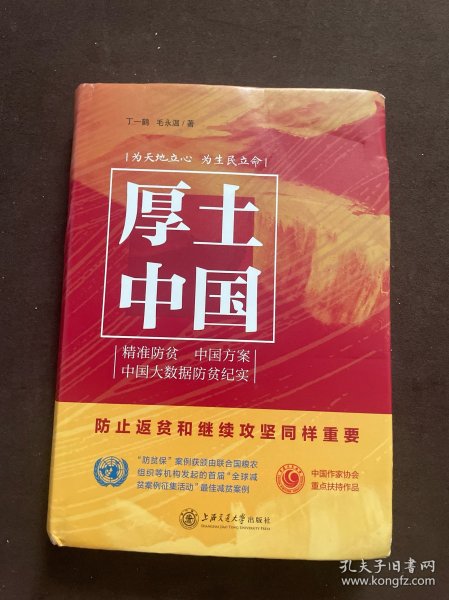 丁一鹤 毛永温/著
为天地立心 为生民立命
厚土
中国
精准防贫 中国方案
中国大数据防贫纪实
防止返贫和继续攻坚同样重要
“防贫保”案例获颁由联合国粮农
组织等机构发起的首届“全球减
贫案例征集活动”最佳减贫案例
中国作家协会
重点扶持作品
上海交通大学出版社
SHANGHAI JIAO TONG UNIVERSITY PRESS
孔夫子旧书网
www.kongfz.com